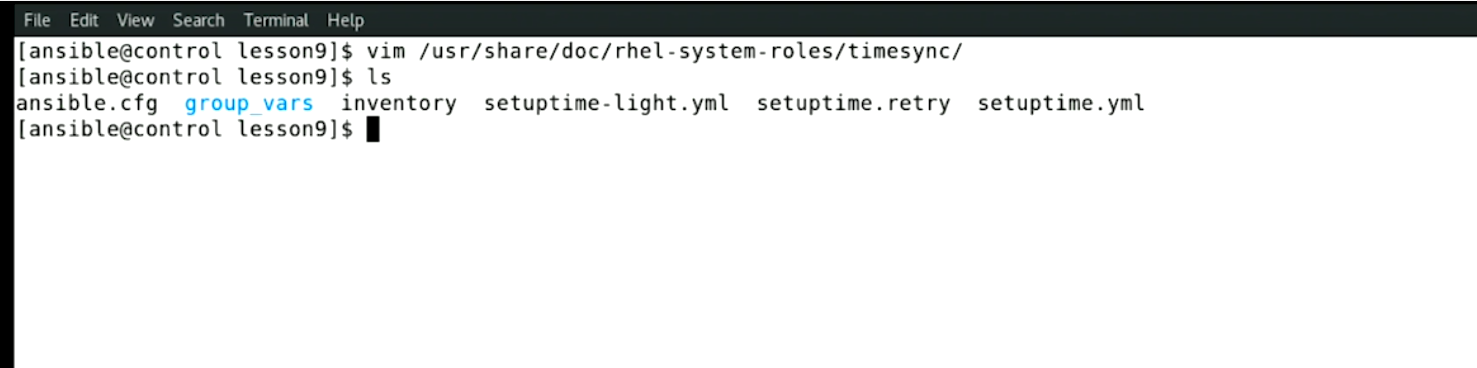 File Edit View Search Terminal Help
[ansible@control lesson9]$ vim /usr/share/doc/rhel-system-roles/timesync/
[ansible@control lesson9]$ ls
ansible.cfg  group_vars  inventory  setuptime-light.yml  setuptime.retry  setuptime.yml
[ansible@control lesson9]$